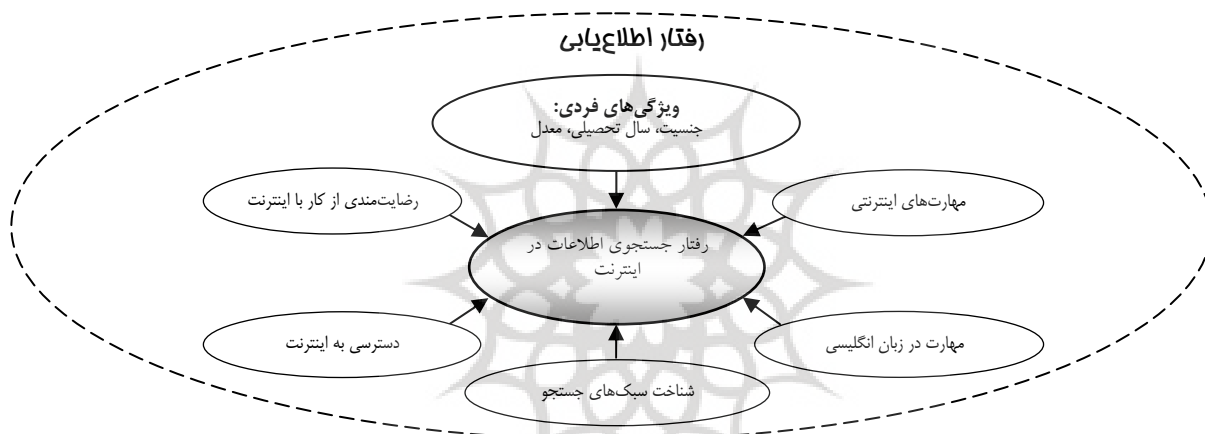 رفتار اطلاع‌یابی
ویژگی‌های فردی:
جنسیت، سال تحصیلی، معدل
مهارت‌های اینترنتی
رضایت‌مندی از کار با اینترنت
رفتار جستجوی اطلاعات در
اینترنت
مهارت در زبان انگلیسی
دسترسی به اینترنت
شناخت سبک‌های جستجو